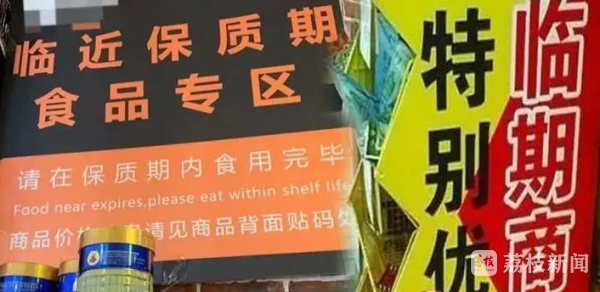 临近保质期
食品专区
请在保质期内食用完毕
Food near expires,please eat within shelf life
商品价格
请见商品背面贴码处
特别优
临期商
荔枝新闻